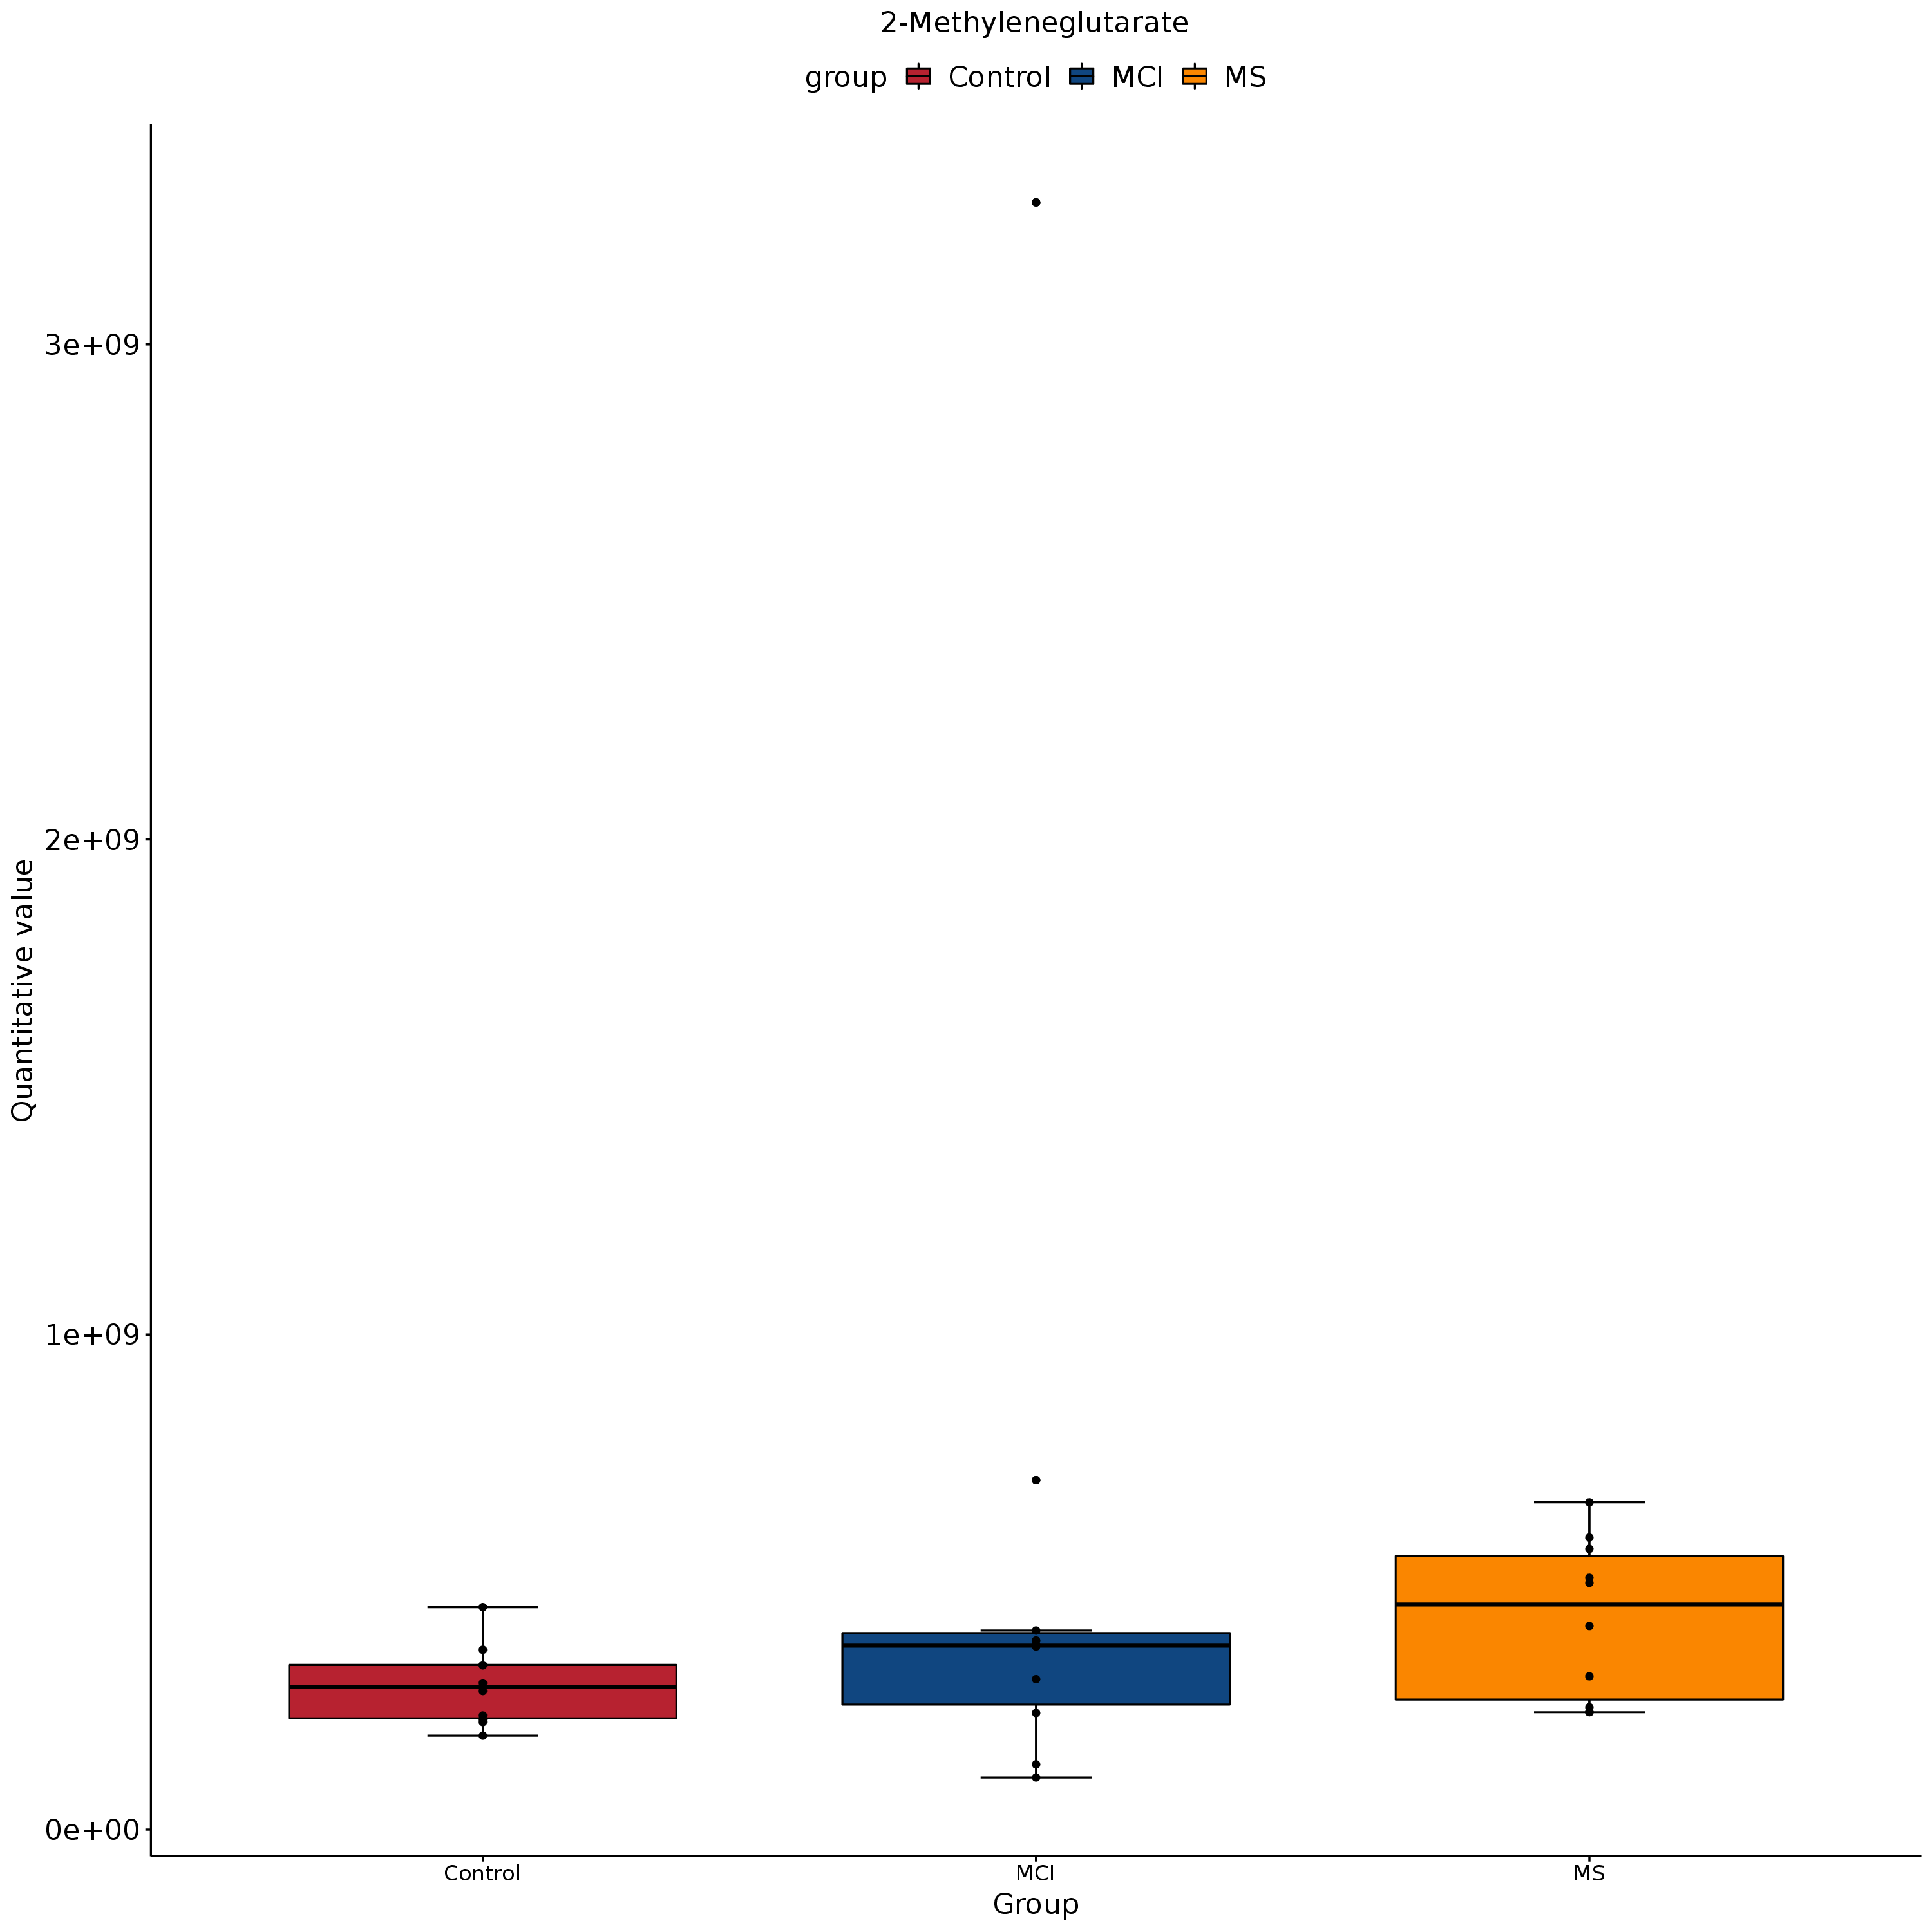 2-Methyleneglutarate
group Control MCI MS
3e+09
2e+09
1e+09
0e+00
Quantitative value
Control MCI MS
Group